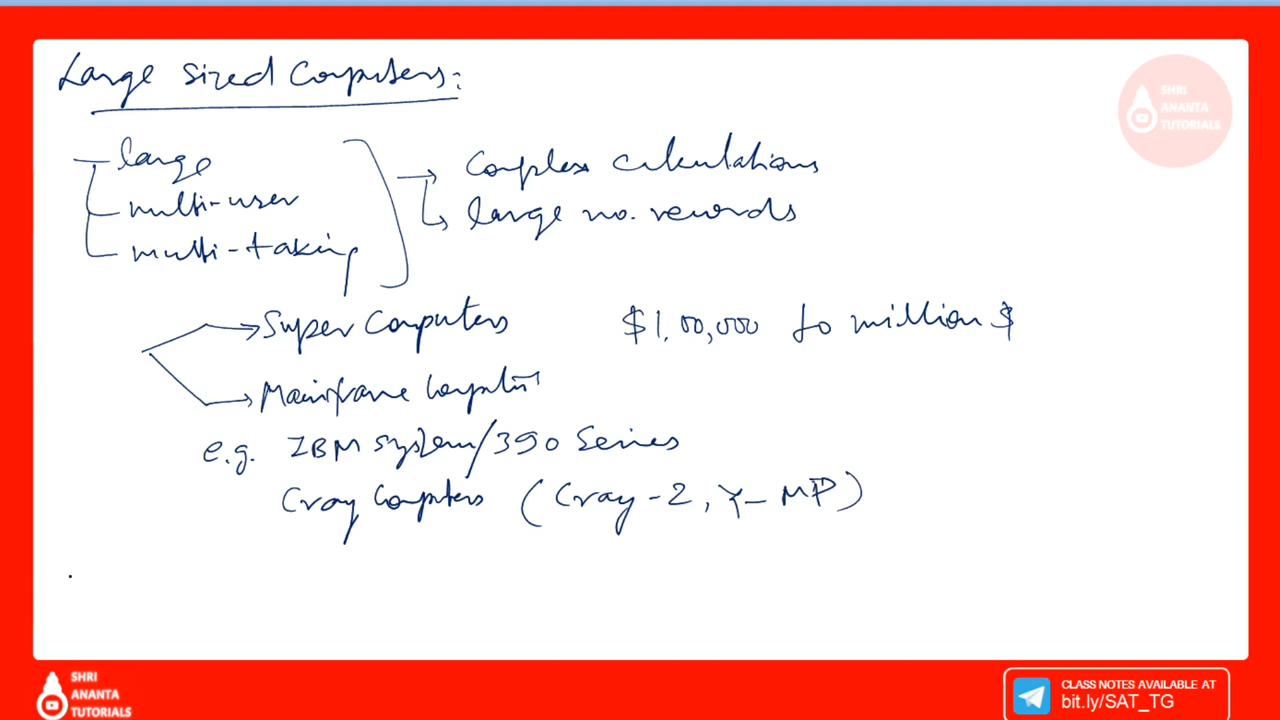 Large sized Computers:
large
multi-user
multi-taking
Complex calculations
large no. records
Super Computers
$1,00,000 to million $
Mainframe Computers
e.g. IBM system/390 Series
Cray Computers (Cray-2, Y-MP)
SHRI
ANANTA
TUTORIALS
SHRI
ANANTA
TUTORIALS
CLASS NOTES AVAILABLE AT
bit.ly/SAT_TG